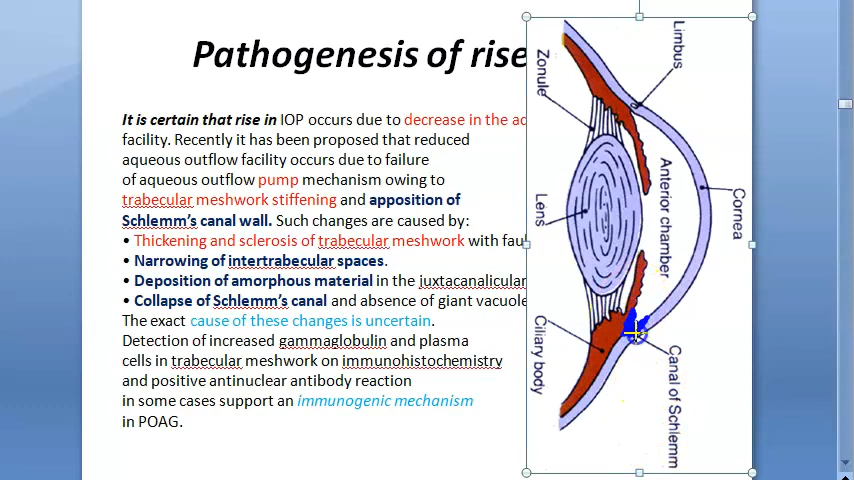 Pathogenesis of rise
It is certain that rise in IOP occurs due to decrease in the
facility. Recently it has been proposed that reduced
aqueous outflow facility occurs due to failure
of aqueous outflow pump mechanism owing to
trabecular meshwork stiffening and apposition of
Schlemm's canal wall. Such changes are caused by:
• Thickening and sclerosis of trabecular meshwork with
• Narrowing of intertrabecular spaces.
• Deposition of amorphous material in the juxtacanalicular
• Collapse of Schlemm's canal and absence of giant
The exact cause of these changes is uncertain.
Detection of increased gammaglobulin and plasma
cells in trabecular meshwork on immunohistochemistry
and positive antinuclear antibody reaction
in some cases support an immunogenic mechanism
in POAG.
Limbus
Zonule
Cornea
Anterior chamber
Lens
Ciliary body
Canal of Schlemm